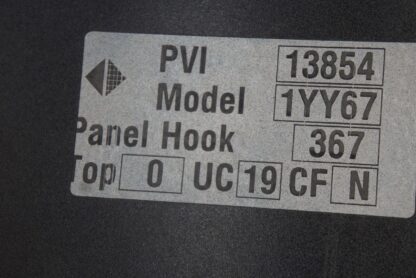 PVI 13854
Model 1YY67
Panel Hook 367
Top 0 UC 19 CF N